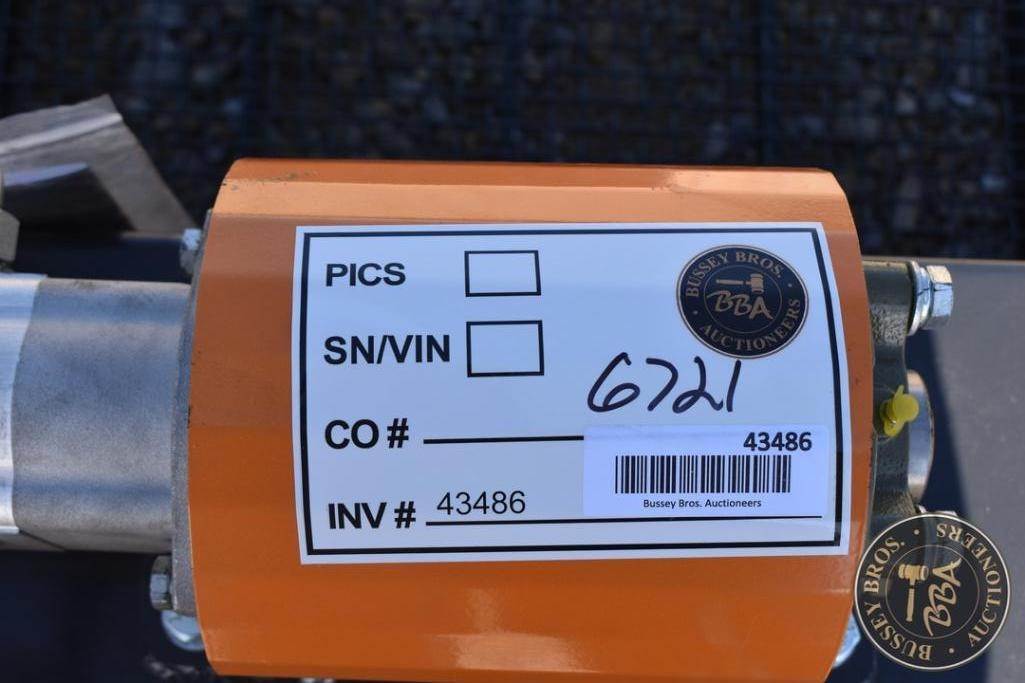 PICS
BUSSEY BROS.
BBA
AUCTIONEERS
SN/VIN
6721
CO #
43486
Bussey Bros. Auctioneers
INV # 43486
BUSSEY BROS.
BBA
AUCTIONEERS